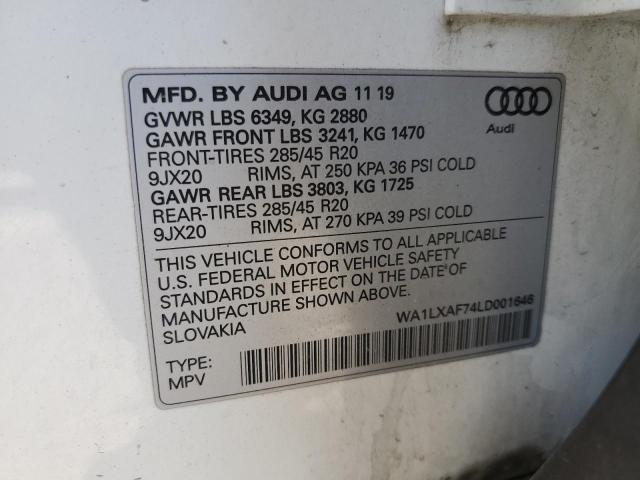 MFD. BY AUDI AG 11 19
GVWR LBS 6349, KG 2880
GAWR FRONT LBS 3241, KG 1470
FRONT-TIRES 285/45 R20
9JX20 RIMS, AT 250 KPA 36 PSI COLD
GAWR REAR LBS 3803, KG 1725
REAR-TIRES 285/45 R20
9JX20 RIMS, AT 270 KPA 39 PSI COLD
Audi
THIS VEHICLE CONFORMS TO ALL APPLICABLE
U.S. FEDERAL MOTOR VEHICLE SAFETY
STANDARDS IN EFFECT ON THE DATE OF
MANUFACTURE SHOWN ABOVE.
SLOVAKIA
WA1LXAF74LD001646
TYPE:
MPV